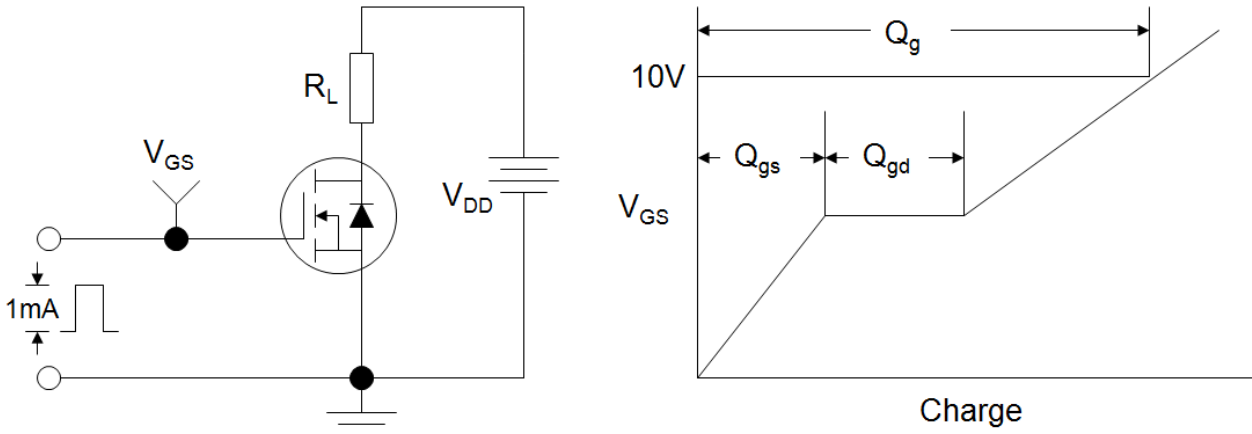 R_L
V_GS
V_DD
1mA
Q_g
10V
Q_gs
Q_gd
V_GS
Charge